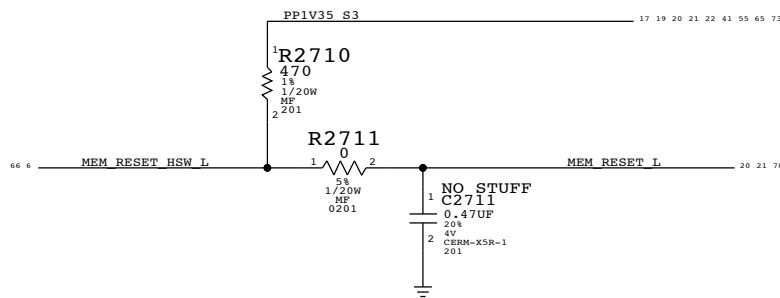 PP1V35_S3
17 19 20 21 22 41 55 65 73
1
R2710
470
1%
1/20W
MF
201
2
R2711
0
66 6
MEM_RESET_HSW_L
1
2
MEM_RESET_L
20 21 70
5%
1/20W
MF
0201
NO STUFF
1
C2711
0.47UF
20%
4V
2
CERM-X5R-1
201